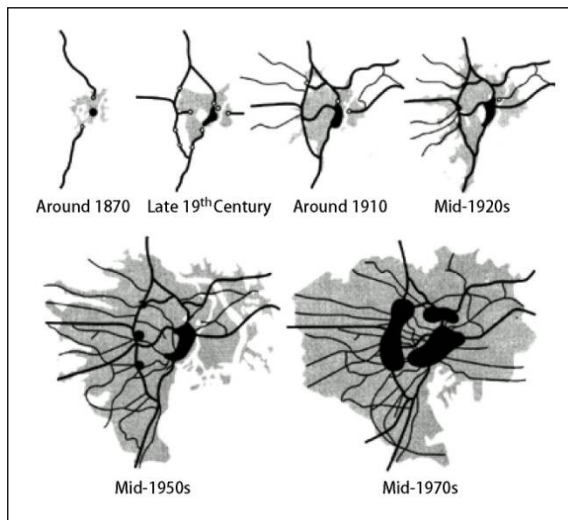 Around 1870
Late 19th Century
Around 1910
Mid-1920s
Mid-1950s
Mid-1970s